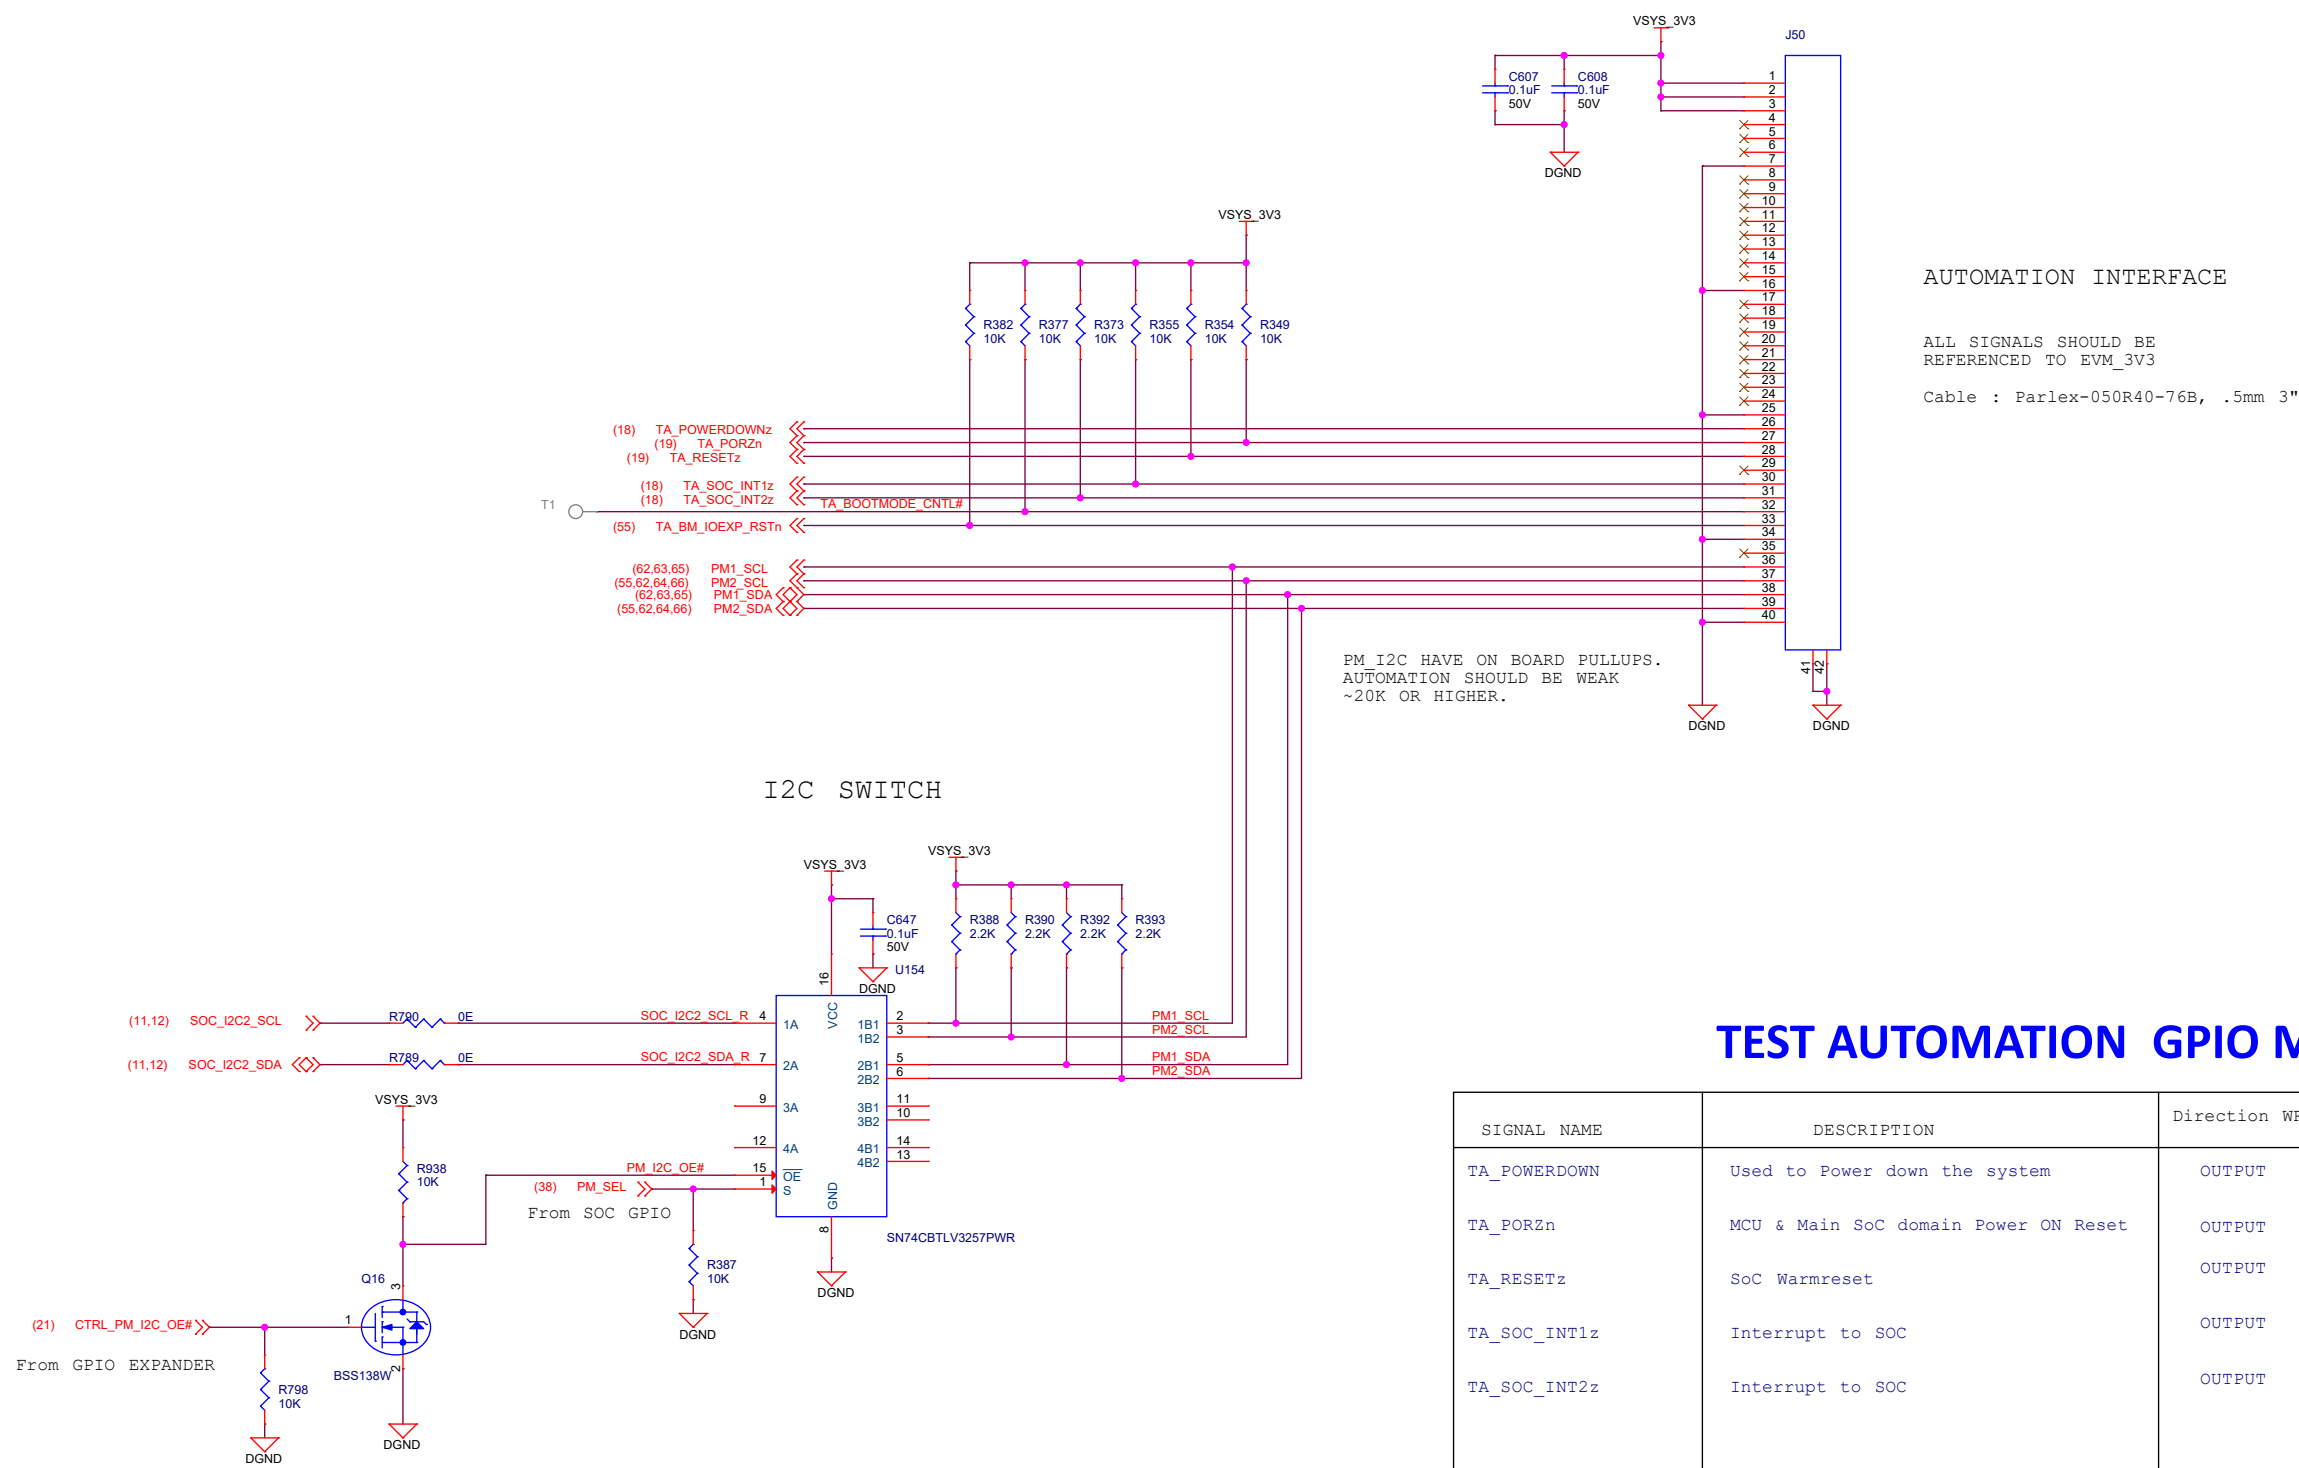 VSYS_3V3
J50
C607
0.1uF
50V
C608
0.1uF
50V
DGND
1
2
3
4
5
6
7
8
9
10
11
12
13
14
15
16
17
18
19
20
21
22
23
24
25
26
27
28
29
30
31
32
33
34
35
36
37
38
39
40
41
42
DGND
DGND
AUTOMATION INTERFACE
ALL SIGNALS SHOULD BE
REFERENCED TO EVM_3V3
Cable : Parlex-050R40-76B, .5mm 3"
VSYS_3V3
R382
10K
R377
10K
R373
10K
R355
10K
R354
10K
R349
10K
(18) TA_POWERDOWNz
(19) TA_PORZn
(19) TA_RESETz
(18) TA_SOC_INT1z
(18) TA_SOC_INT2z
T1
TA_BOOTMODE_CNTL#
(55) TA_BM_IOEXP_RSTn
(62,63,65) PM1_SCL
(55,62,64,66) PM2_SCL
(62,63,65) PM1_SDA
(55,62,64,66) PM2_SDA
PM_I2C HAVE ON BOARD PULLUPS.
AUTOMATION SHOULD BE WEAK
~20K OR HIGHER.
I2C SWITCH
VSYS_3V3
VSYS_3V3
C647
0.1uF
50V
DGND
R388
2.2K
R390
2.2K
R392
2.2K
R393
2.2K
U154
16
VCC
(11,12) SOC_I2C2_SCL
R790 0E
SOC_I2C2_SCL_R 4 1A
1B1 2 PM1_SCL
1B2 3 PM2_SCL
(11,12) SOC_I2C2_SDA
R789 0E
SOC_I2C2_SDA_R 7 2A
2B1 5 PM1_SDA
2B2 6 PM2_SDA
9 3A
3B1 11
3B2 10
12 4A
4B1 14
4B2 13
PM_I2C_OE# 15 OE
(38) PM_SEL 1 S
From SOC GPIO
GND
8
SN74CBTLV3257PWR
DGND
R387
10K
DGND
VSYS_3V3
R938
10K
Q16
3
1
2
BSS138W
DGND
(21) CTRL_PM_I2C_OE#
From GPIO EXPANDER
R798
10K
DGND
TEST AUTOMATION GPIO M
SIGNAL NAME DESCRIPTION Direction
TA_POWERDOWN Used to Power down the system OUTPUT
TA_PORZn MCU & Main SoC domain Power ON Reset OUTPUT
TA_RESETz SoC Warmreset OUTPUT
TA_SOC_INT1z Interrupt to SOC OUTPUT
TA_SOC_INT2z Interrupt to SOC OUTPUT